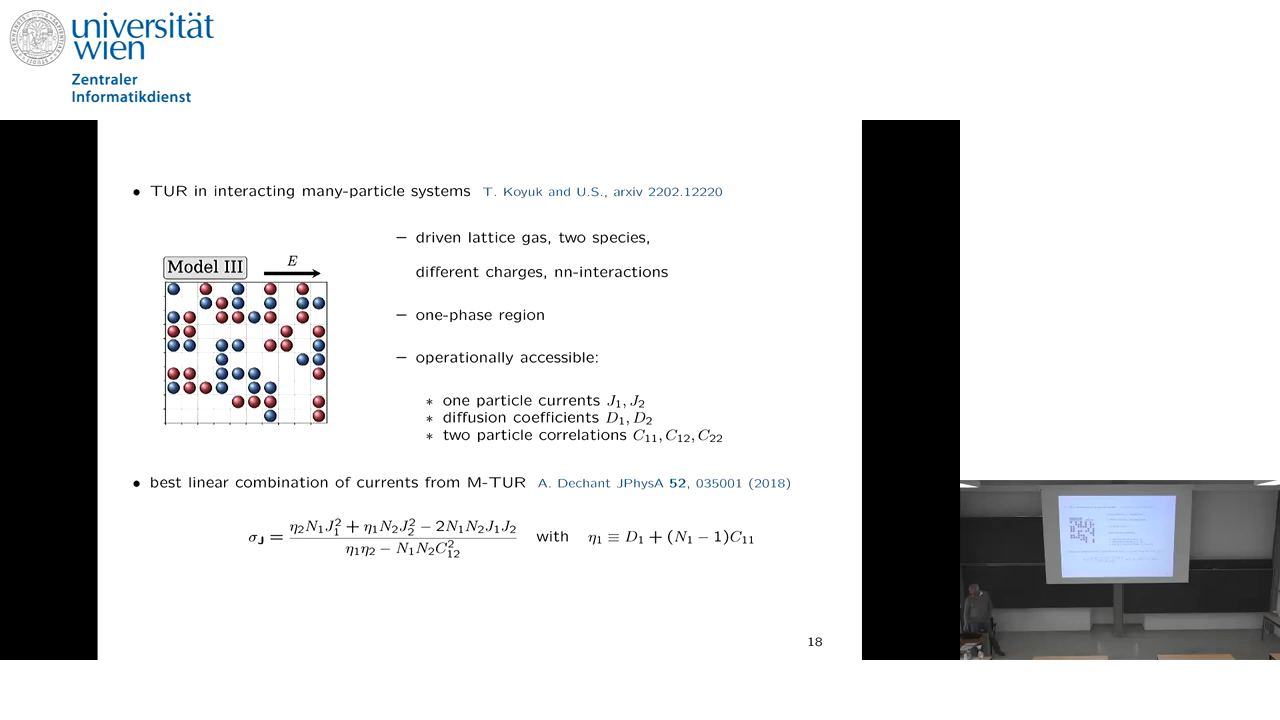 universität
wien
Zentraler
Informatikdienst
• TUR in interacting many-particle systems T. Koyuk and U.S., arxiv 2202.12220
– driven lattice gas, two species,
different charges, nn-interactions
Model III
E
– one-phase region
– operationally accessible:
∗ one particle currents J₁, J₂
∗ diffusion coefficients D₁, D₂
∗ two particle correlations C₁₁, C₁₂, C₂₂
• best linear combination of currents from M-TUR A. Dechant JPhysA 52, 035001 (2018)
σ_J = (η₂N₁J₁² + η₁N₂J₂² − 2N₁N₂J₁J₂) / (η₁η₂ − N₁N₂C₁₂²) with η₁ ≡ D₁ + (N₁ − 1)C₁₁
18